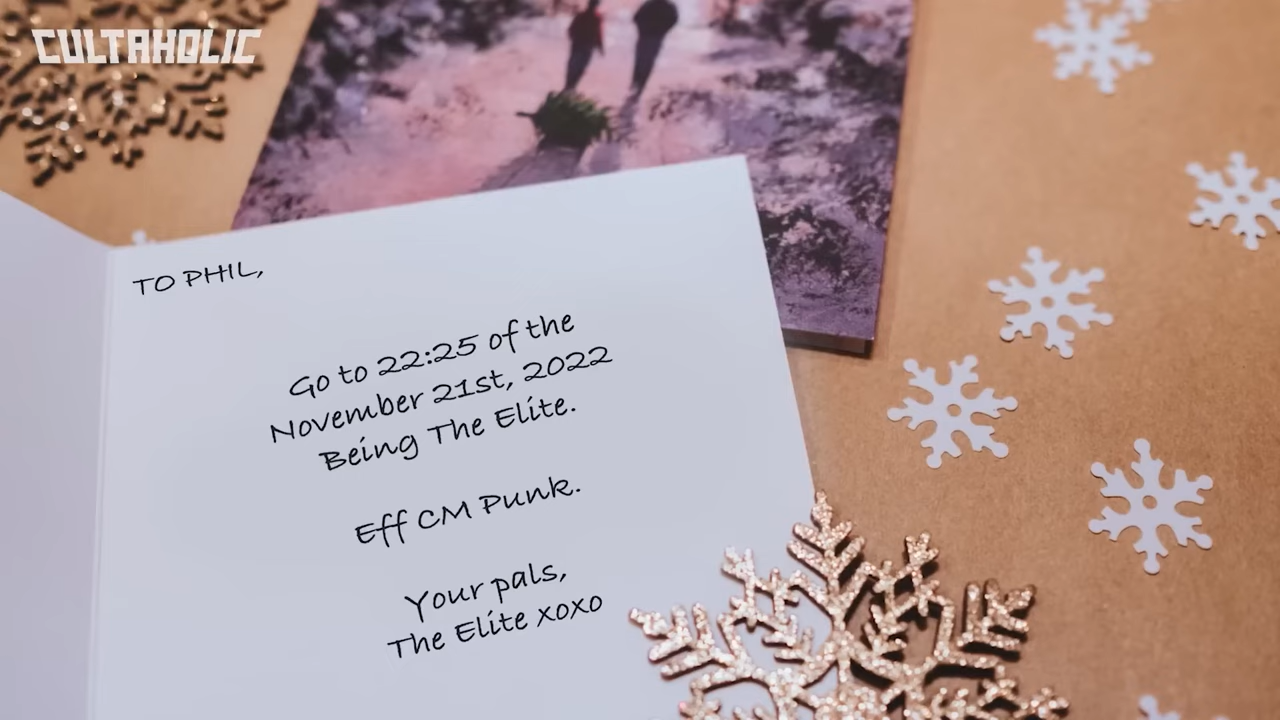 CULTAHOLIC
TO PHIL,
Go to 22:25 of the
November 21st, 2022
Being The Elite.
Eff CM Punk.
Your pals,
The Elite xoxo